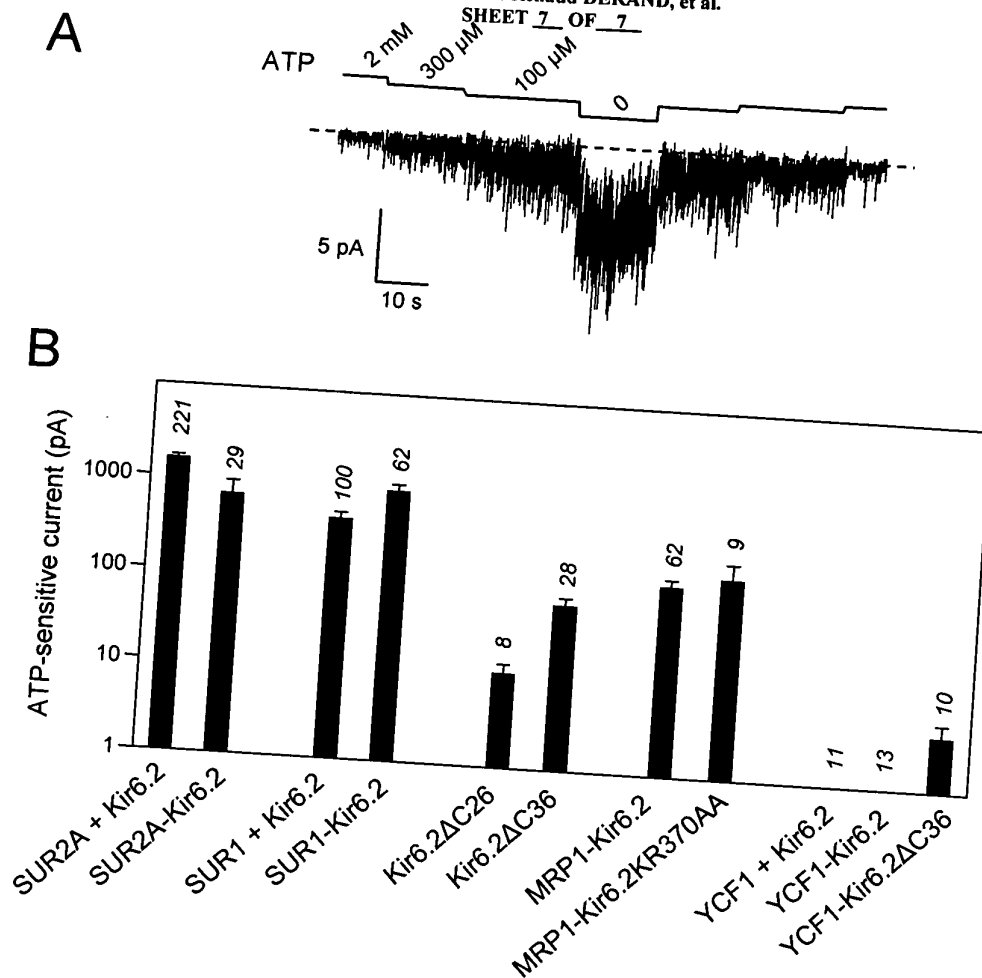 DERAND, et al.
SHEET 7 OF 7
A
ATP
2 mM
300 µM
100 µM
0
5 pA
10 s
B
ATP-sensitive current (pA)
1000
100
10
1
221
29
100
62
8
28
62
9
11
13
10
SUR2A + Kir6.2
SUR2A-Kir6.2
SUR1 + Kir6.2
SUR1-Kir6.2
Kir6.2ΔC26
Kir6.2ΔC36
MRP1-Kir6.2
MRP1-Kir6.2KR370AA
YCF1 + Kir6.2
YCF1-Kir6.2
YCF1-Kir6.2ΔC36